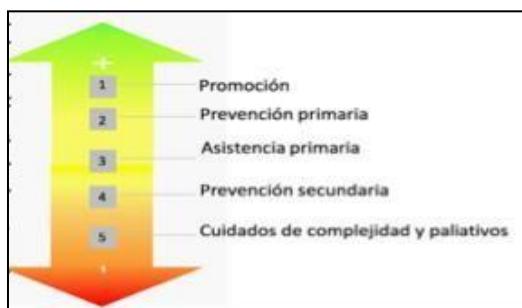 +
1 Promoción
2 Prevención primaria
3 Asistencia primaria
4 Prevención secundaria
5 Cuidados de complejidad y paliativos